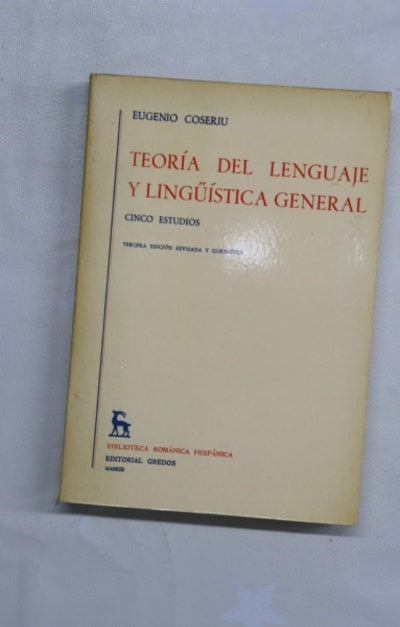 EUGENIO COSERIU
TEORÍA DEL LENGUAJE
Y LINGÜÍSTICA GENERAL
CINCO ESTUDIOS
TERCERA EDICIÓN REVISADA Y CORREGIDA
BIBLIOTECA ROMÁNICA HISPÁNICA
EDITORIAL GREDOS
MADRID